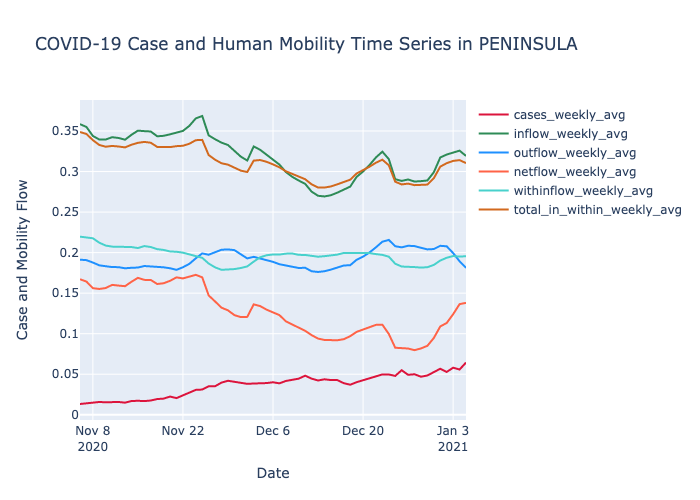 COVID-19 Case and Human Mobility Time Series in PENINSULA
cases_weekly_avg
inflow_weekly_avg
outflow_weekly_avg
netflow_weekly_avg
withinflow_weekly_avg
total_in_within_weekly_avg
Case and Mobility Flow
0.35
0.3
0.25
0.2
0.15
0.1
0.05
0
Nov 8
2020
Nov 22
Dec 6
Dec 20
Jan 3
2021
Date